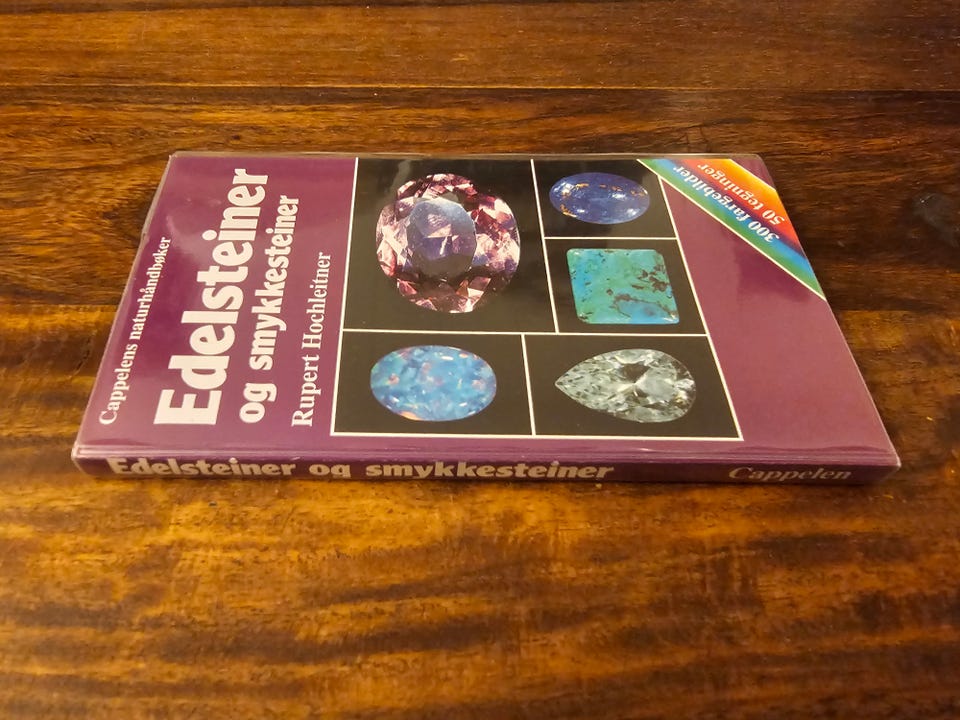 Cappelens naturhåndbøker
Edelsteiner
og smykkesteiner
Rupert Hochleitner
300 fargebilder
50 tegninger
Edelsteiner og smykkesteiner
Cappelen